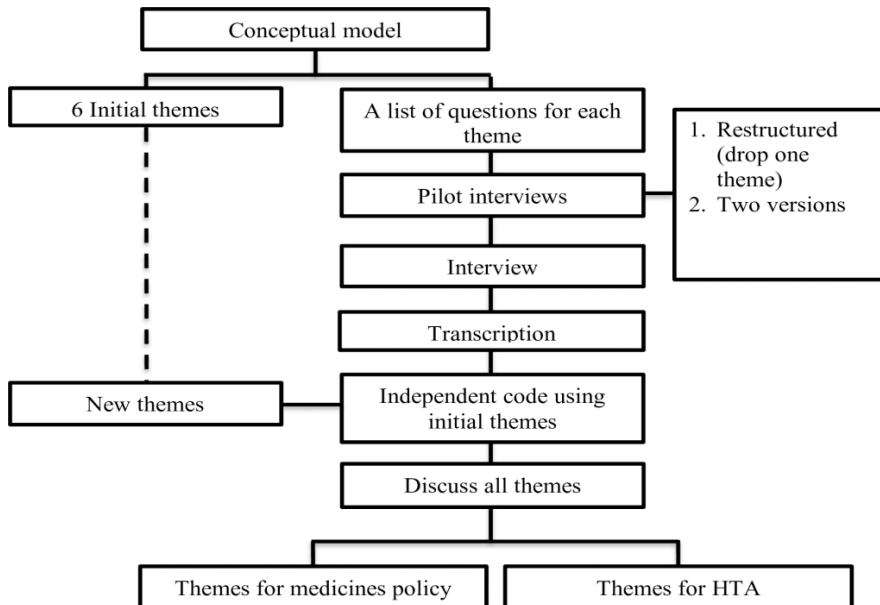 Conceptual model
6 Initial themes
A list of questions for each
theme
1. Restructured
(drop one
theme)
2. Two versions
Pilot interviews
Interview
Transcription
New themes
Independent code using
initial themes
Discuss all themes
Themes for medicines policy
Themes for HTA